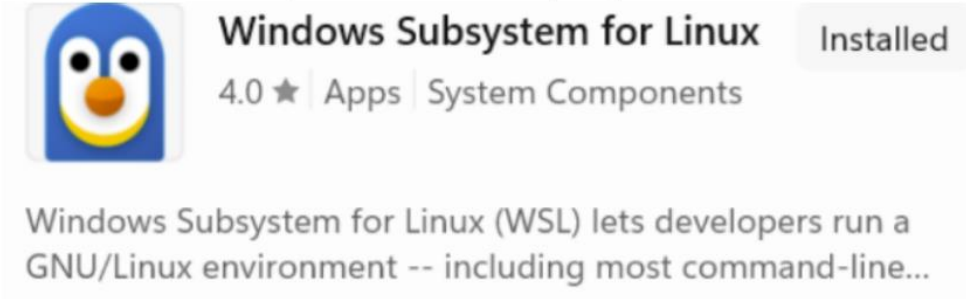 Windows Subsystem for Linux
Installed
4.0 ★ Apps System Components
Windows Subsystem for Linux (WSL) lets developers run a
GNU/Linux environment -- including most command-line...